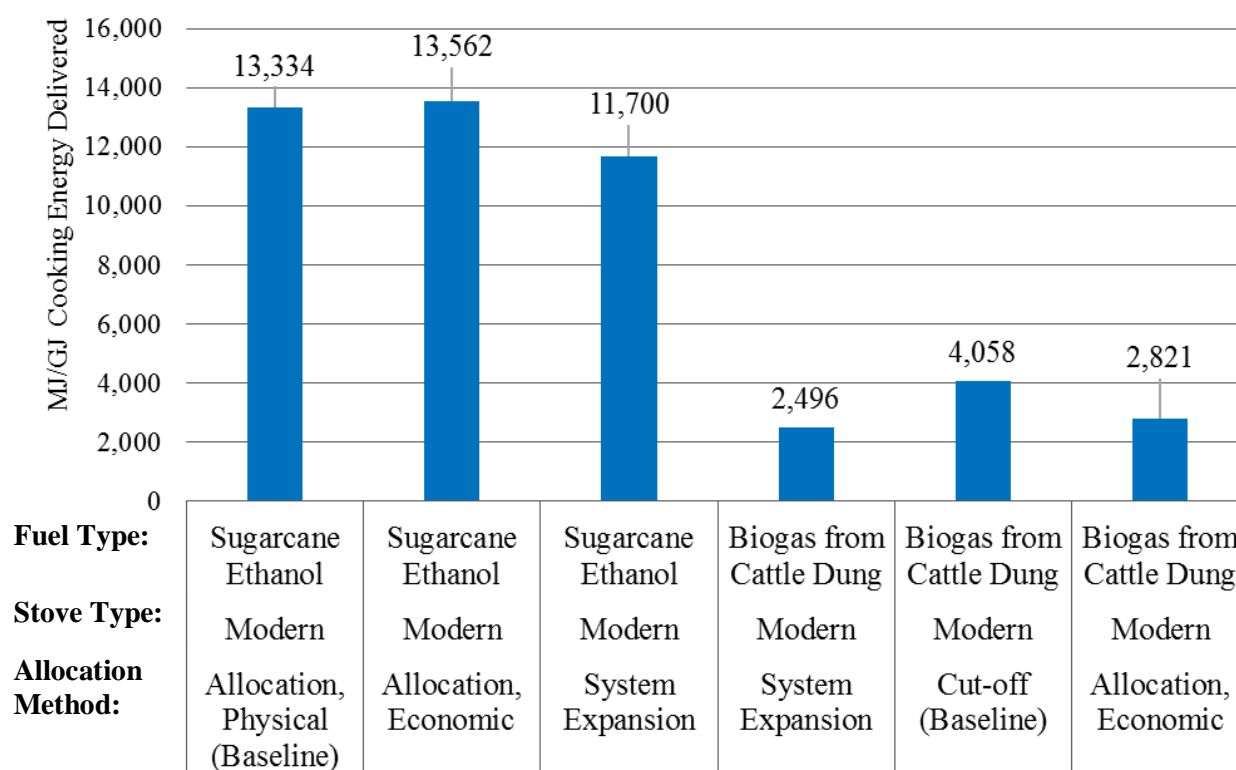 MJ/GJ Cooking Energy Delivered
16,000
14,000
12,000
10,000
8,000
6,000
4,000
2,000
0
13,334
13,562
11,700
2,496
4,058
2,821
Fuel Type:
Sugarcane
Ethanol
Sugarcane
Ethanol
Sugarcane
Ethanol
Biogas from
Cattle Dung
Biogas from
Cattle Dung
Biogas from
Cattle Dung
Stove Type:
Modern
Modern
Modern
Modern
Modern
Modern
Allocation
Method:
Allocation,
Physical
(Baseline)
Allocation,
Economic
System
Expansion
System
Expansion
Cut-off
(Baseline)
Allocation,
Economic